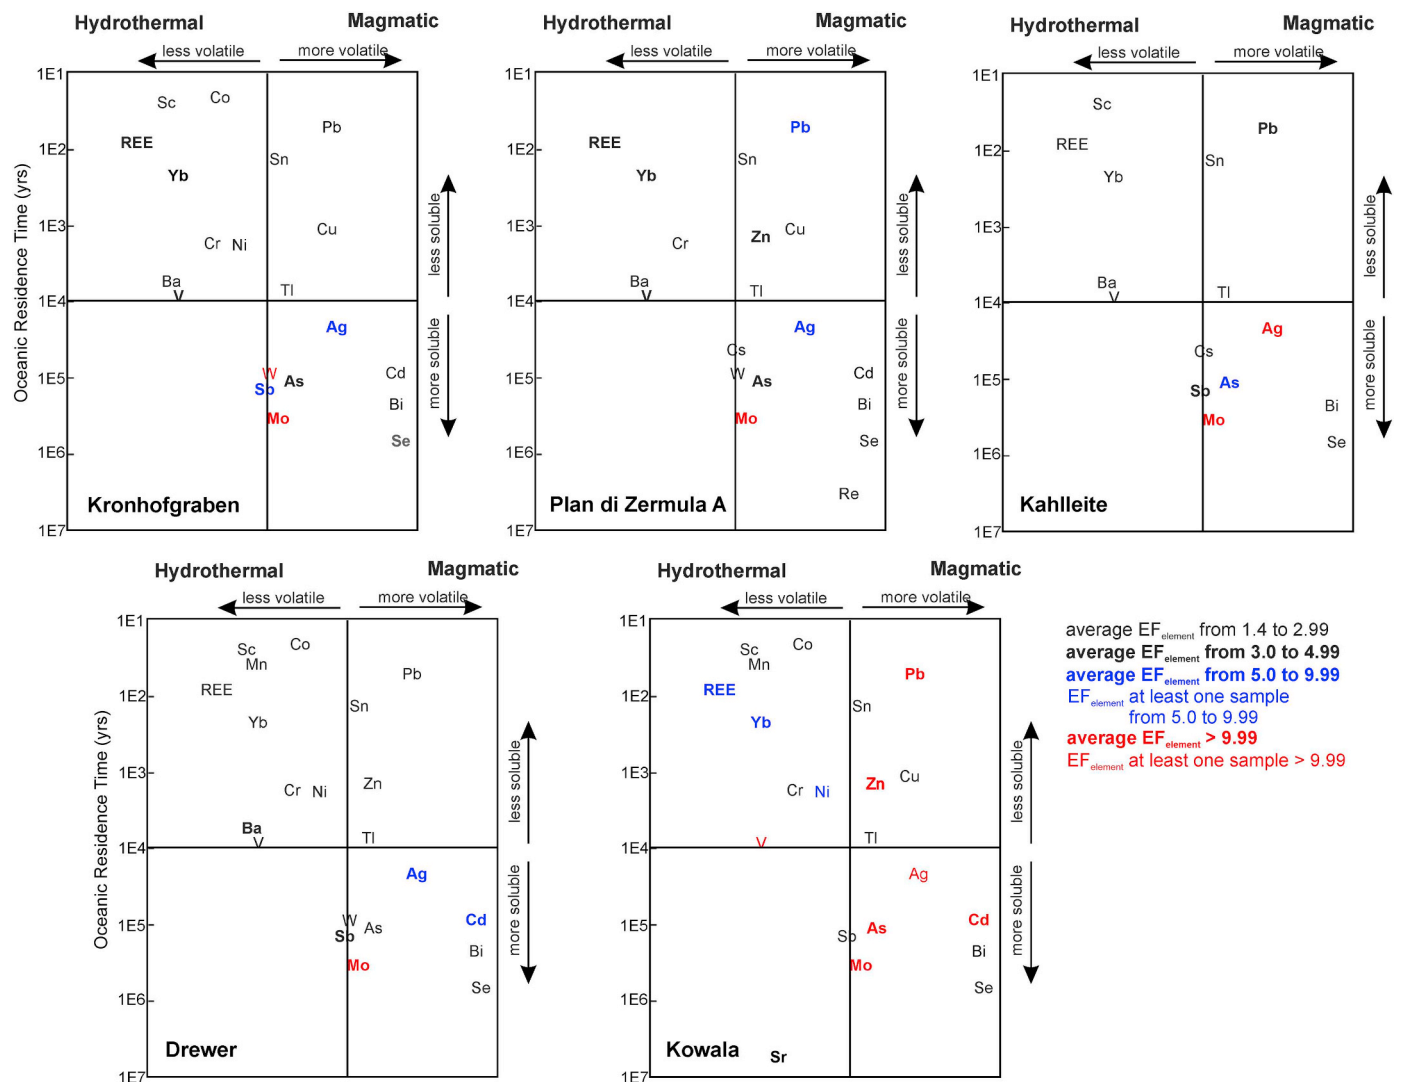 Hydrothermal Magmatic
less volatile more volatile
Oceanic Residence Time (yrs)
1E1
1E2
1E3
1E4
1E5
1E6
1E7
Sc Co
Pb
REE
Sn
Yb
Cu
Cr Ni
Ba
V
Tl
Ag
W
Cd
Sb
As
Bi
Mo
Se
Kronhofgraben
less soluble
more soluble
Hydrothermal Magmatic
less volatile more volatile
1E1
1E2
1E3
1E4
1E5
1E6
1E7
Pb
REE
Sn
Yb
Cu
Zn
Cr
Ba
V
Tl
Ag
Cs
W
Cd
As
Bi
Mo
Se
Re
Plan di Zermula A
less soluble
more soluble
Hydrothermal Magmatic
less volatile more volatile
1E1
1E2
1E3
1E4
1E5
1E6
1E7
Sc
Pb
REE
Sn
Yb
Ba
V
Tl
Ag
Cs
As
Sb
Bi
Mo
Se
Kahlleite
less soluble
more soluble
Hydrothermal Magmatic
less volatile more volatile
Oceanic Residence Time (yrs)
1E1
1E2
1E3
1E4
1E5
1E6
1E7
Sc Co
Mn
Pb
REE
Sn
Yb
Zn
Cr Ni
Ba
V
Tl
Ag
W
Cd
As
Sb
Bi
Mo
Se
Drewer
less soluble
more soluble
Hydrothermal Magmatic
less volatile more volatile
1E1
1E2
1E3
1E4
1E5
1E6
1E7
Sc Co
Mn
Pb
REE
Sn
Yb
Cu
Zn
Cr Ni
V
Tl
Ag
Cd
As
Sb
Bi
Mo
Se
Sr
Kowala
less soluble
more soluble
average EFelement from 1.4 to 2.99
average EFelement from 3.0 to 4.99
average EFelement from 5.0 to 9.99
EFelement at least one sample
from 5.0 to 9.99
average EFelement > 9.99
EFelement at least one sample > 9.99